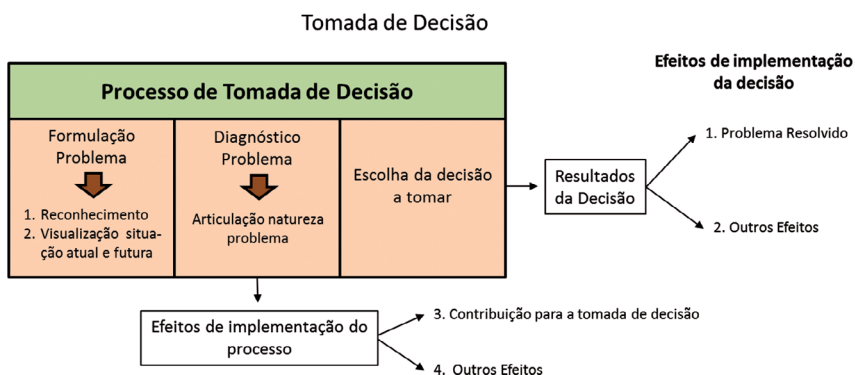 Tomada de Decisão
Efeitos de implementação
da decisão
Processo de Tomada de Decisão
Formulação
Problema
1. Reconhecimento
2. Visualização situa-
ção atual e futura
Diagnóstico
Problema
Articulação natureza
problema
Escolha da decisão
a tomar
Resultados
da Decisão
1. Problema Resolvido
2. Outros Efeitos
Efeitos de implementação do
processo
3. Contribuição para a tomada de decisão
4. Outros Efeitos